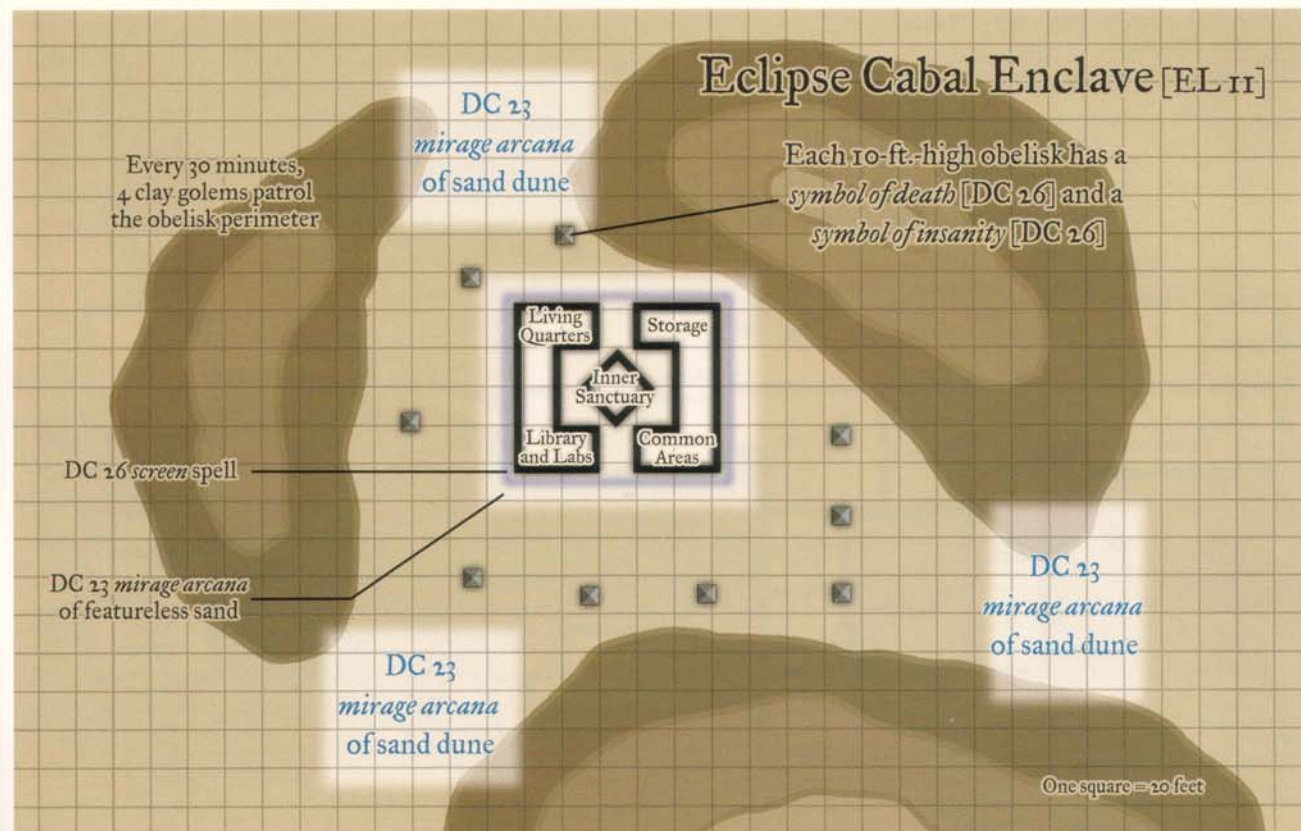 Eclipse Cabal Enclave [EL 11]
DC 23
mirage arcana
of sand dune
Every 30 minutes,
4 clay golems patrol
the obelisk perimeter
Each 10-ft.-high obelisk has a
symbol of death [DC 26] and a
symbol of insanity [DC 26]
Living
Quarters
Storage
Inner
Sanctuary
Library
and Labs
Common
Areas
DC 26 screen spell
DC 23 mirage arcana
of featureless sand
DC 23
mirage arcana
of sand dune
DC 23
mirage arcana
of sand dune
One square = 20 feet